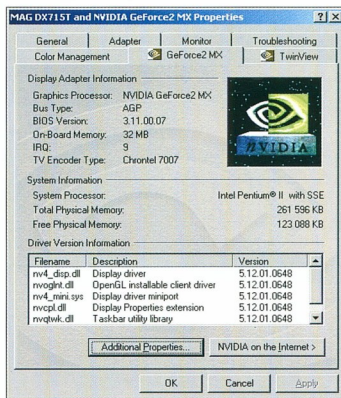 MAG DX715T and NVIDIA GeForce2 MX Properties
General Adapter Monitor Troubleshooting
Color Management GeForce2 MX TwinView
Display Adapter Information
Graphics Processor: NVIDIA GeForce2 MX
Bus Type: AGP
BIOS Version: 3.11.00.07
On-Board Memory: 32 MB
IRQ: 9
TV Encoder Type: Chrontel 7007
NVIDIA
System Information
System Processor: Intel Pentium® II with SSE
Total Physical Memory: 261 596 KB
Free Physical Memory: 123 088 KB
Driver Version Information
Filename Description Version
nv4_disp.dll Display driver 5.12.01.0648
nvoglnt.dll OpenGL installable client driver 5.12.01.0648
nv4_mini.sys Display driver miniport 5.12.01.0648
nvcpl.dll Display Properties extension 5.12.01.0648
nvqtwk.dll Taskbar utility library 5.12.01.0648
Additional Properties... NVIDIA on the Internet >
OK Cancel Apply